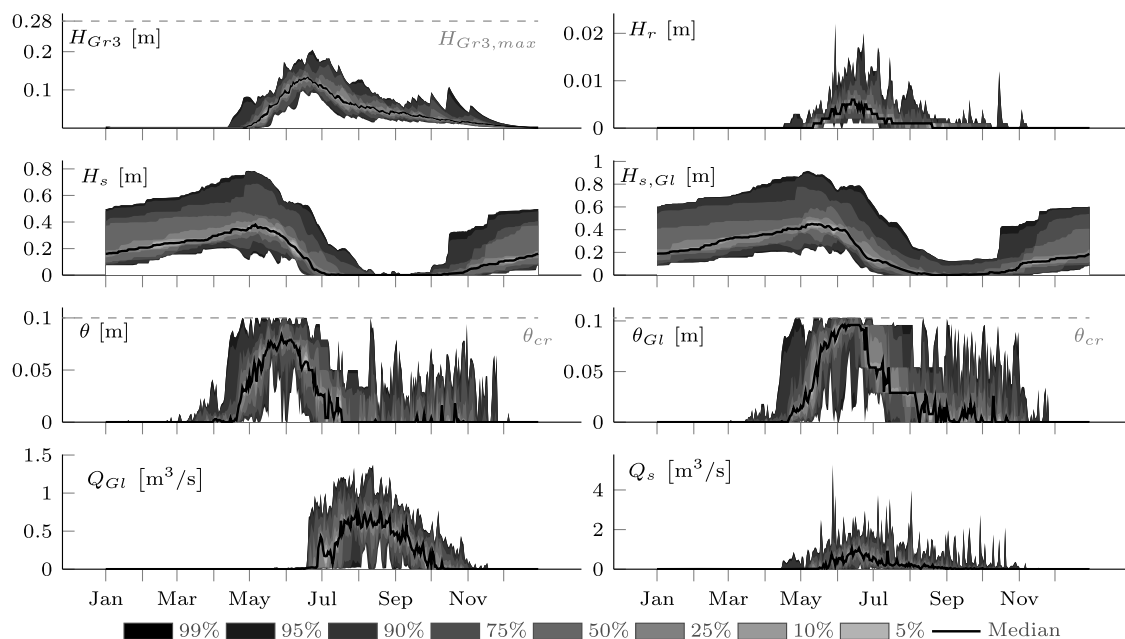 0.28
H_Gr3 [m]
H_Gr3,max
0.2
0.1
H_r [m]
0.02
0.01
0
H_s [m]
0.8
0.6
0.4
0.2
0
H_s,Gl [m]
1
0.8
0.6
0.4
0.2
0
θ [m]
θ_cr
0.1
0.05
0
θ_Gl [m]
θ_cr
0.1
0.05
0
Q_Gl [m³/s]
1.5
1
0.5
0
Q_s [m³/s]
4
2
0
Jan Mar May Jul Sep Nov
Jan Mar May Jul Sep Nov
99% 95% 90% 75% 50% 25% 10% 5% Median